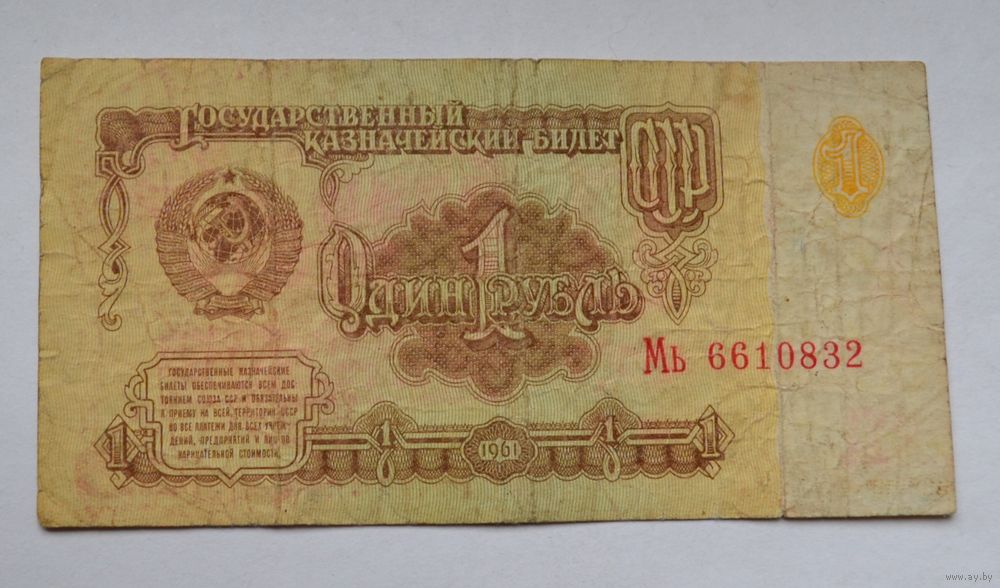 Государственный
казначейский билет
СССР
1
1
Один рубль
Мь 6610832
Государственные казначейские
билеты обеспечиваются всем дос-
тоянием Союза ССР и обязательны
к приему на всей территории СССР
во все платежи для всех учреж-
дений, предприятий и лиц по
нарицательной стоимости.
1
1
1961
1
1
www.ay.by